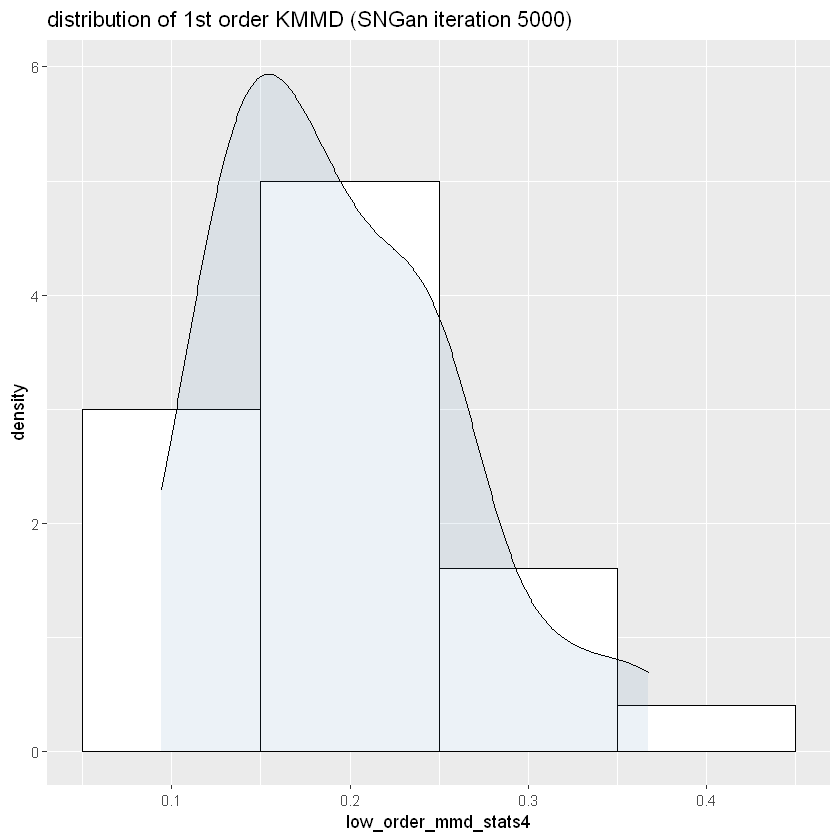 distribution of 1st order KMMD (SNGan iteration 5000)
6
4
2
0
density
0.1 0.2 0.3 0.4
low_order_mmd_stats4